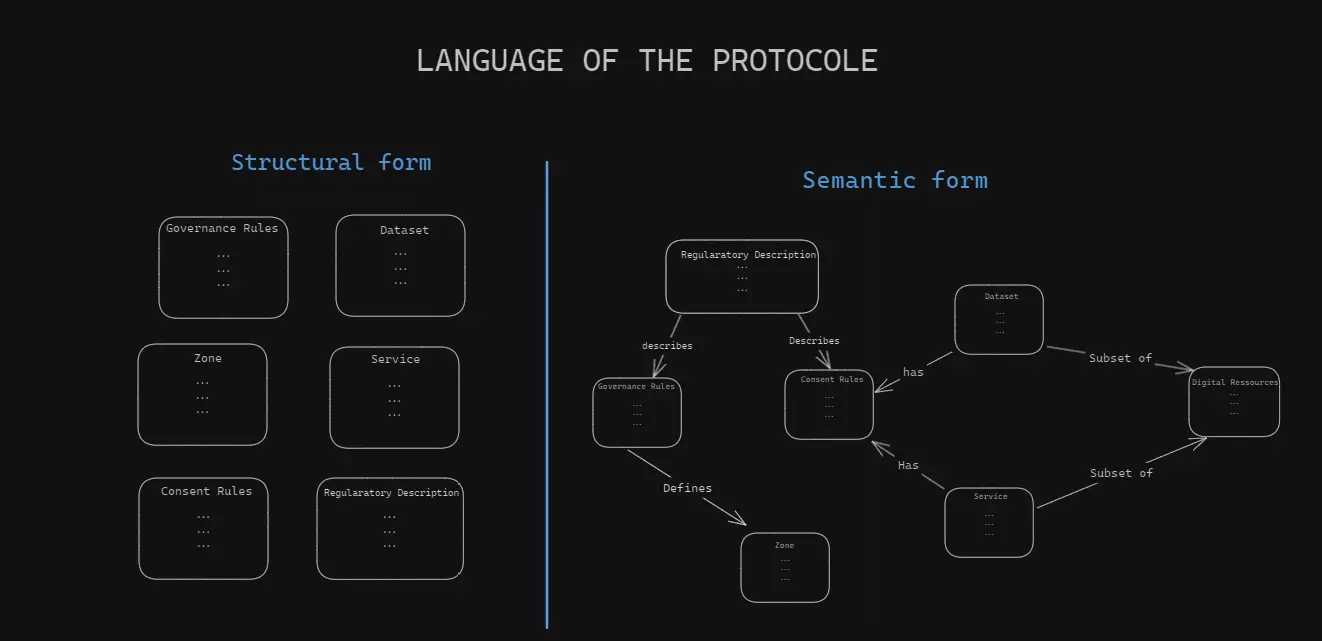 LANGUAGE OF THE PROTOCOLE
Structural form
Governance Rules
...
...
...
Dataset
...
...
...
Zone
...
...
...
Service
...
...
...
Consent Rules
...
...
...
Regularatory Description
...
...
...
Semantic form
Regularatory Description
...
...
...
describes
Describes
Governance Rules
...
...
...
Consent Rules
...
...
...
Dataset
...
...
...
has
Subset of
Digital Ressources
...
...
...
Has
Subset of
Service
...
...
...
Defines
Zone
...
...
...